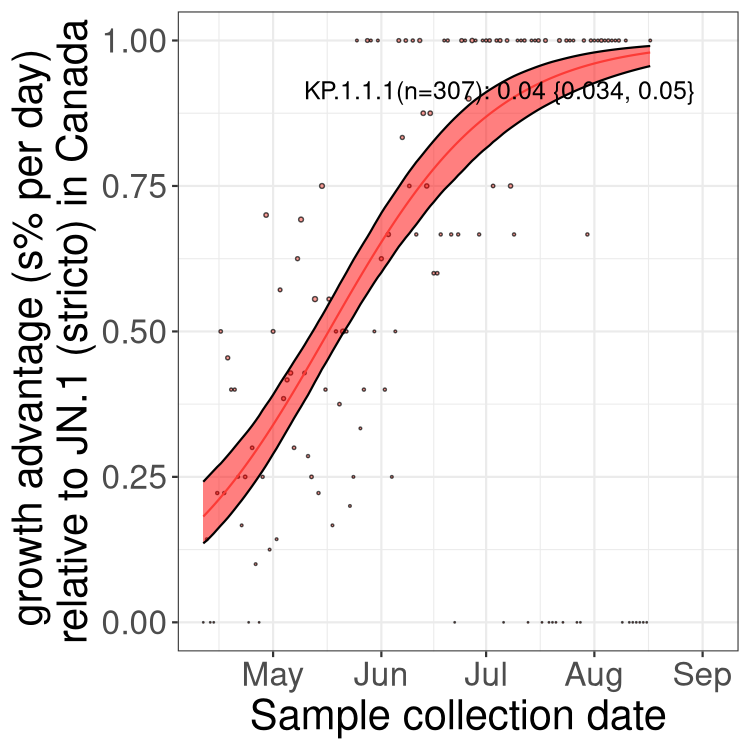 growth advantage (s% per day)
relative to JN.1 (stricto) in Canada
1.00
0.75
0.50
0.25
0.00
KP.1.1.1(n=307): 0.04 {0.034, 0.05}
May Jun Jul Aug Sep
Sample collection date